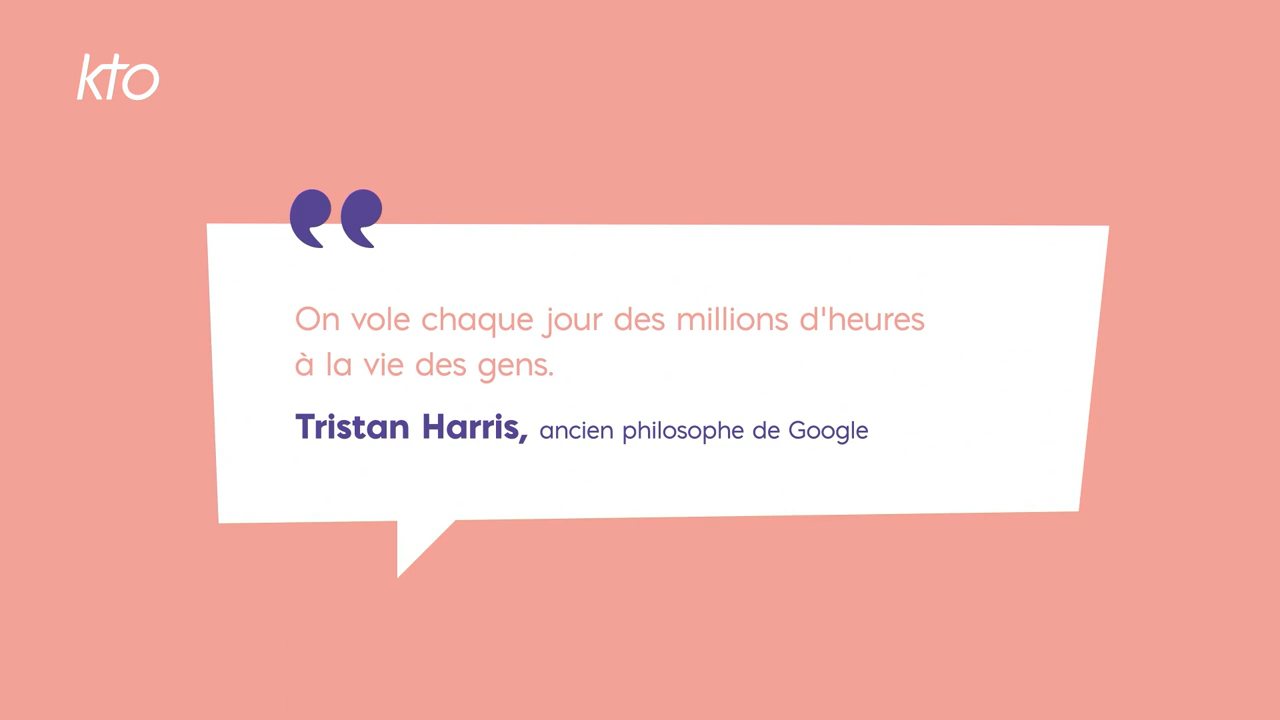 kto
On vole chaque jour des millions d'heures
à la vie des gens.
Tristan Harris, ancien philosophe de Google